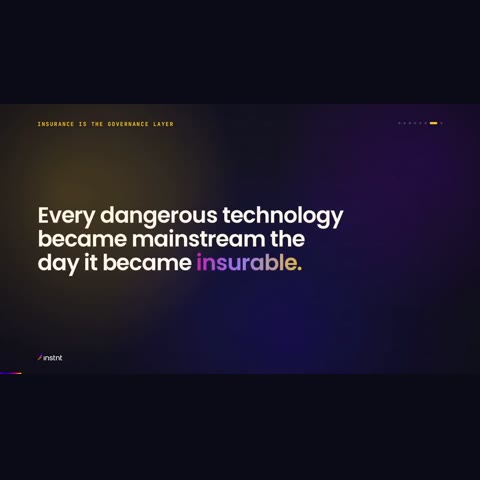 INSURANCE IS THE GOVERNANCE LAYER
Every dangerous technology
became mainstream the
day it became insurable.
instnt